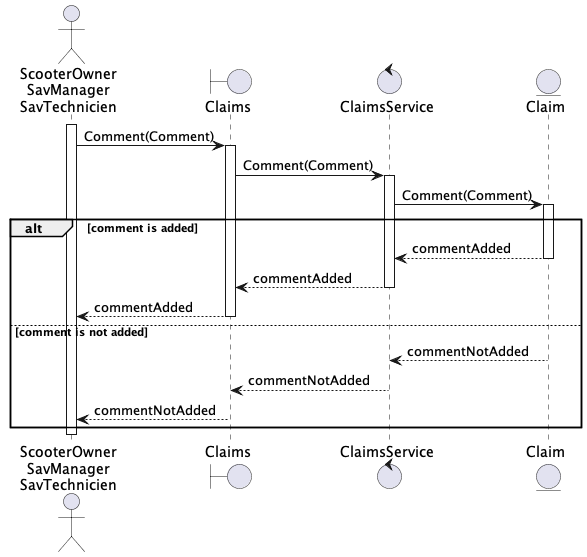 ScooterOwner
SavManager
SavTechnicien
Claims
ClaimsService
Claim
Comment(Comment)
Comment(Comment)
Comment(Comment)
alt
[comment is added]
commentAdded
commentAdded
commentAdded
[comment is not added]
commentNotAdded
commentNotAdded
commentNotAdded
ScooterOwner
SavManager
SavTechnicien
Claims
ClaimsService
Claim